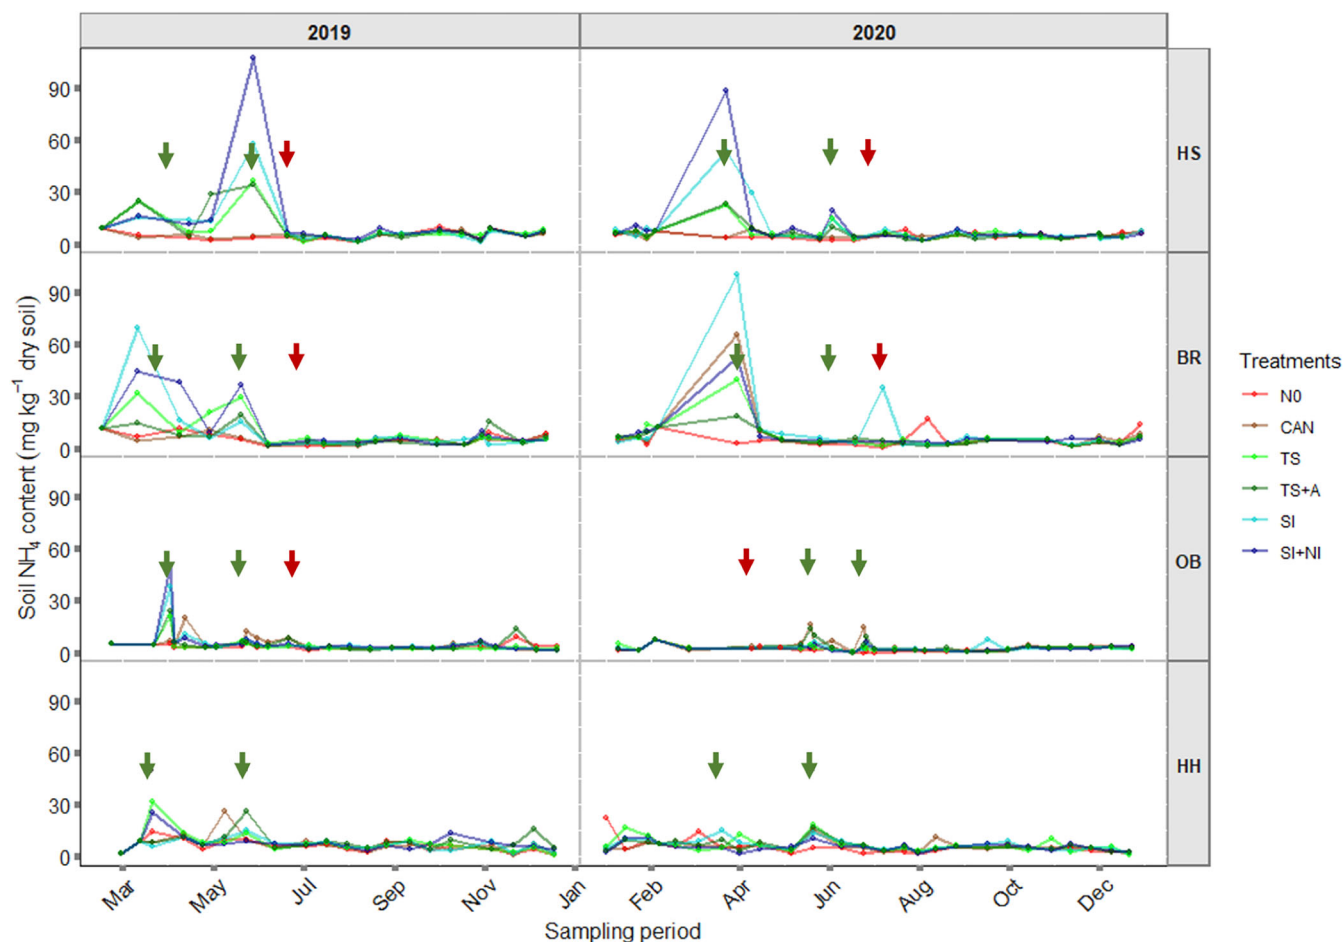 2019
2020
90
60
30
0
HS
90
60
30
0
BR
90
60
30
0
OB
90
60
30
0
HH
Soil NH₄ content (mg kg⁻¹ dry soil)
Mar
May
Jul
Sep
Nov
Jan
Feb
Apr
Jun
Aug
Oct
Dec
Sampling period
Treatments
N0
CAN
TS
TS+A
SI
SI+NI